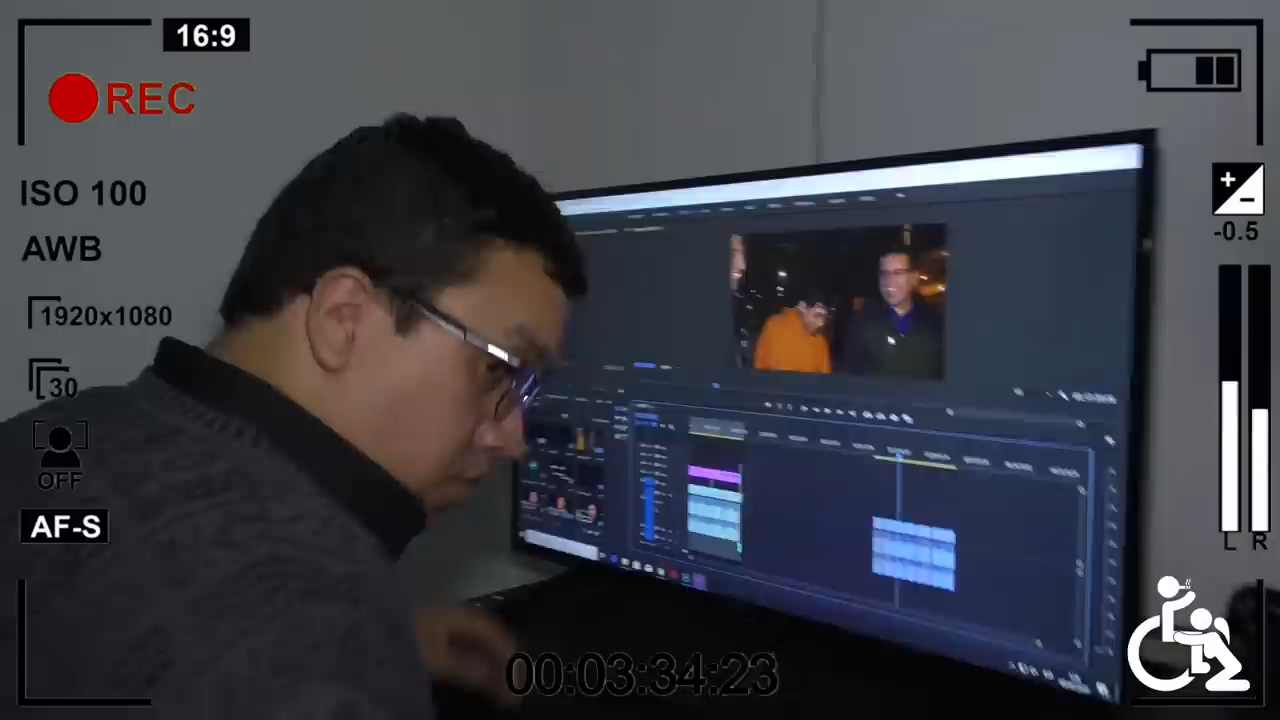 16:9
REC
ISO 100
AWB
1920x1080
30
OFF
AF-S
-0.5
L R
00:03:34:23